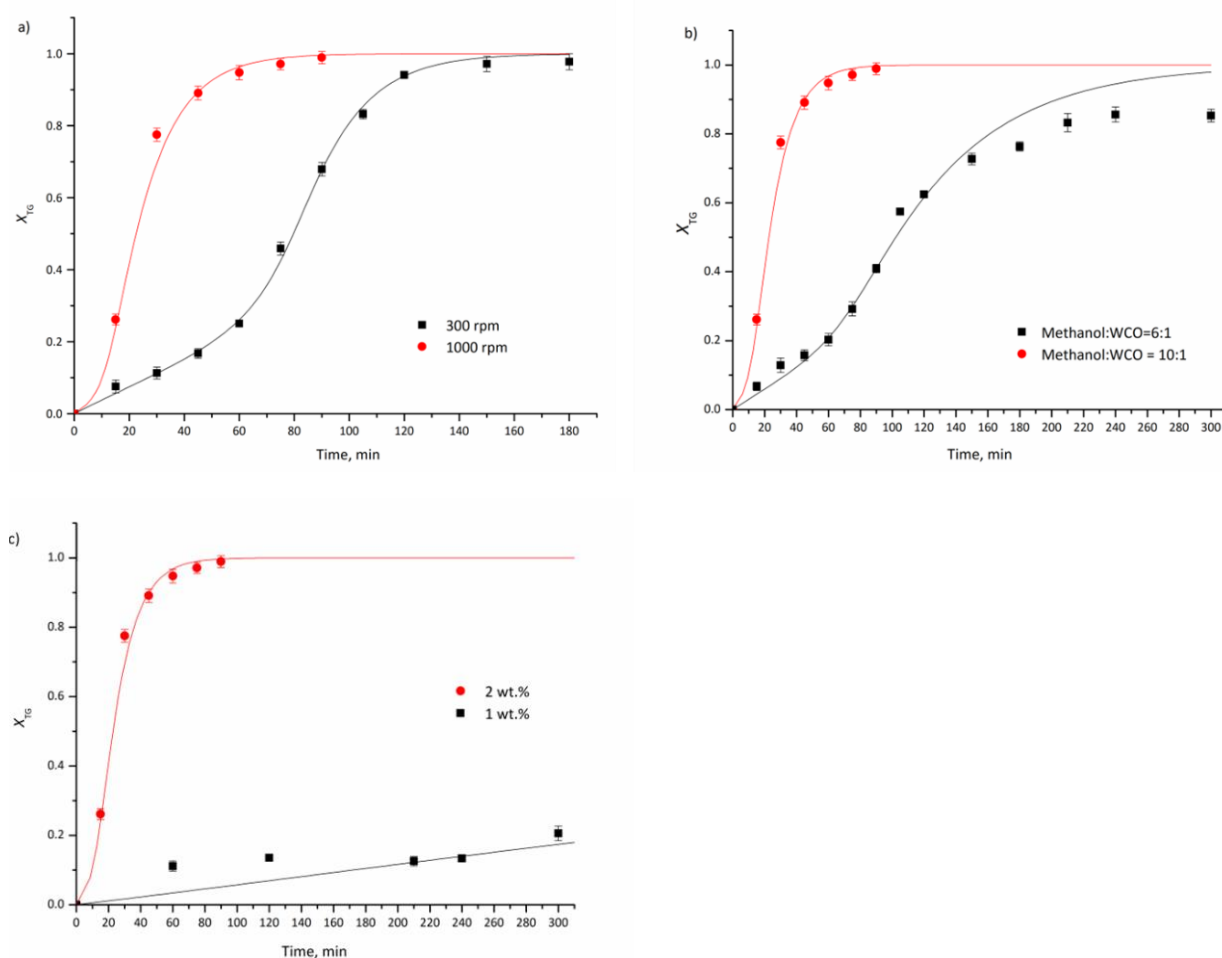 a)
1.0
0.8
0.6
0.4
0.2
0.0
X_TG
300 rpm
1000 rpm
0 20 40 60 80 100 120 140 160 180
Time, min
b)
1.0
0.8
0.6
0.4
0.2
0.0
X_TG
Methanol:WCO=6:1
Methanol:WCO = 10:1
0 20 40 60 80 100 120 140 160 180 200 220 240 260 280 300
Time, min
c)
1.0
0.8
0.6
0.4
0.2
0.0
X_TG
2 wt.%
1 wt.%
0 20 40 60 80 100 120 140 160 180 200 220 240 260 280 300
Time, min